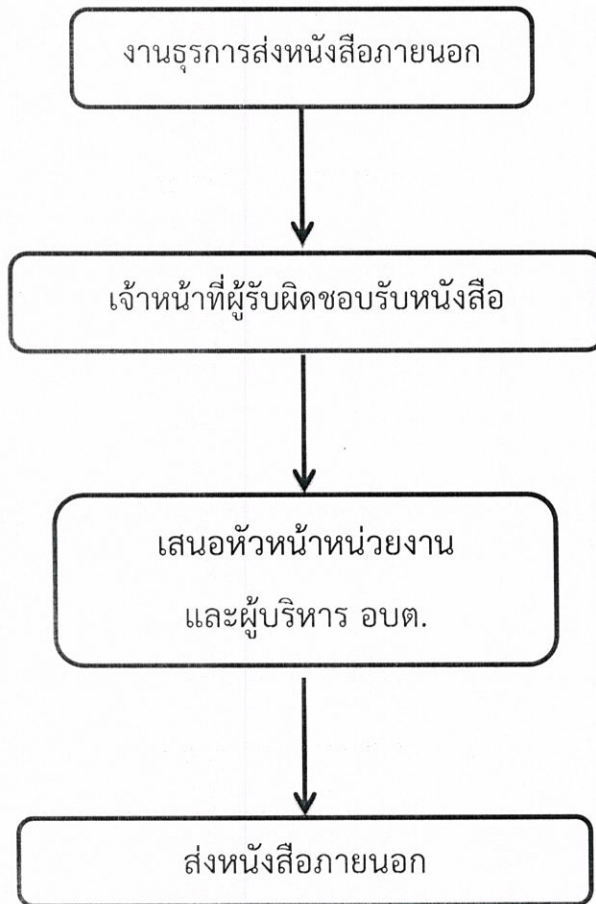 งานธุรการส่งหนังสือภายนอก
เจ้าหน้าที่ผู้รับผิดชอบรับหนังสือ
เสนอหัวหน้าหน่วยงาน
และผู้บริหาร อบต.
ส่งหนังสือภายนอก